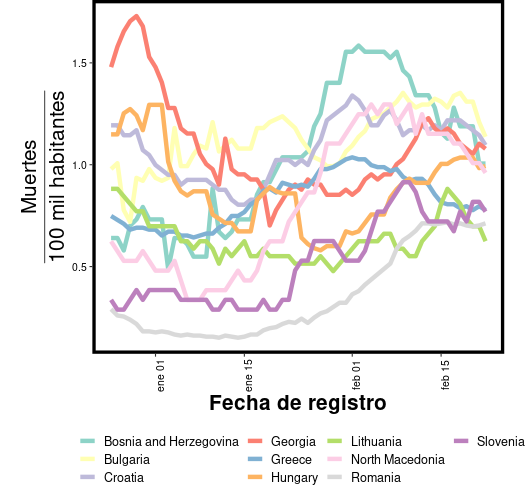 Muertes
100 mil habitantes
1.5
1.0
0.5
ene 01
ene 15
feb 01
feb 15
Fecha de registro
Bosnia and Herzegovina Georgia Lithuania Slovenia
Bulgaria Greece North Macedonia
Croatia Hungary Romania